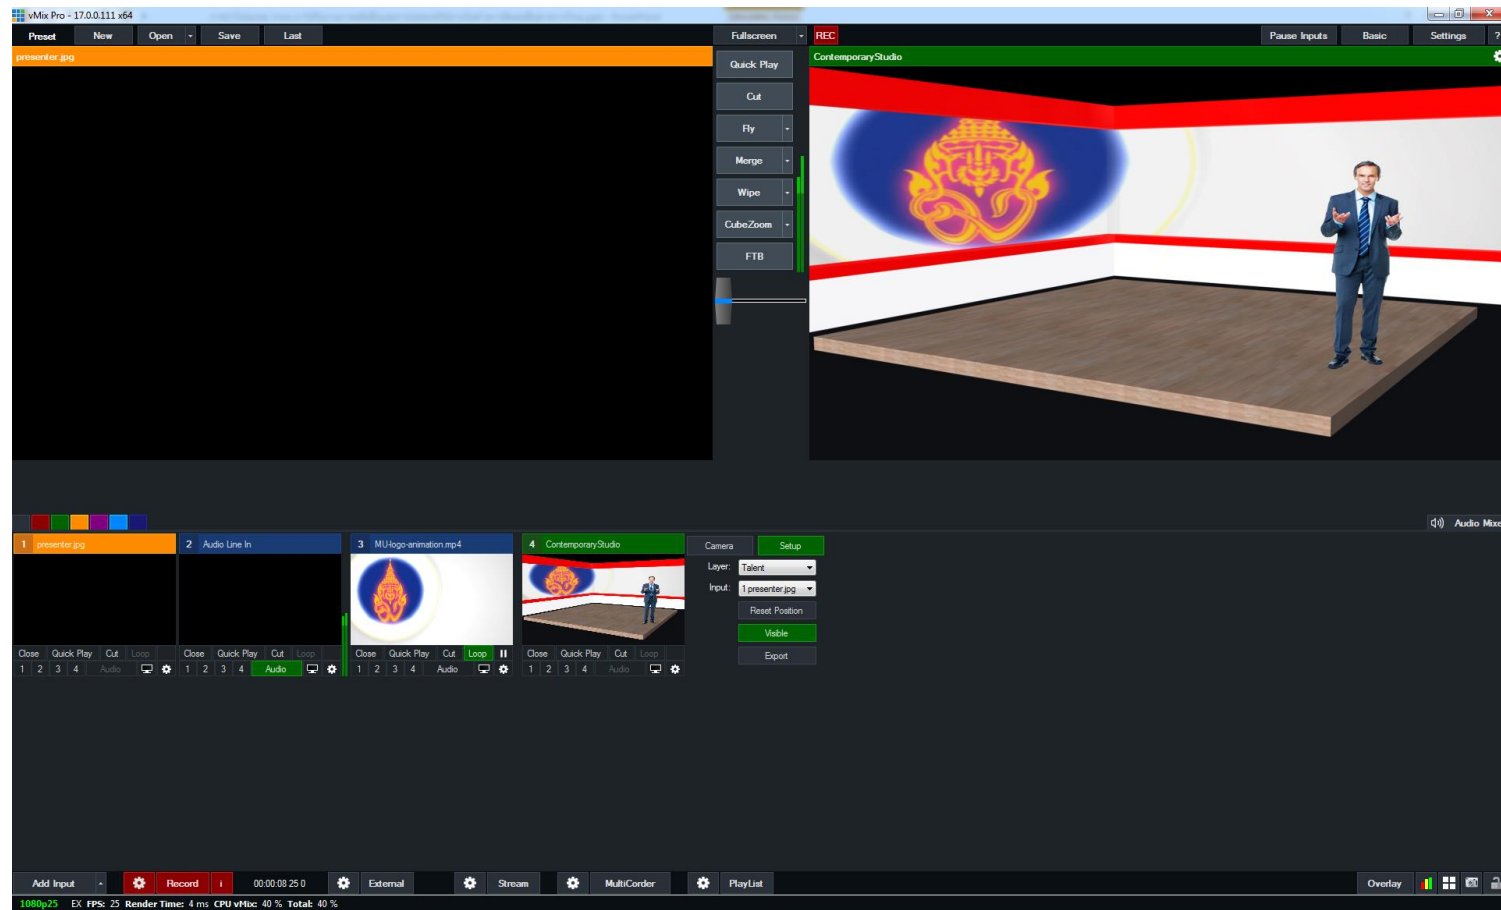 vMix Pro - 17.0.0.111 x64
Preset New Open Save Last Fullscreen REC Pause Inputs Basic Settings ?
presenter.jpg
ContemporaryStudio
Quick Play
Cut
Fly
Merge
Wipe
CubeZoom
FTB
Audio Mixe
1 presenter.jpg
2 Audio Line In
3 MU-logo-animation.mp4
4 ContemporaryStudio
Camera Setup
Layer: Talent
Input: 1 presenter.jpg
Reset Position
Visible
Export
Close Quick Play Cut Loop
1 2 3 4 Audio
Close Quick Play Cut Loop
1 2 3 4 Audio
Close Quick Play Cut Loop
1 2 3 4 Audio
Close Quick Play Cut Loop
1 2 3 4 Audio
Add Input Record i 00:00:08 25 0 External Stream MultiCorder PlayList Overlay
1080p25 EX FPS: 25 Render Time: 4 ms CPU vMix: 40 % Total: 40 %